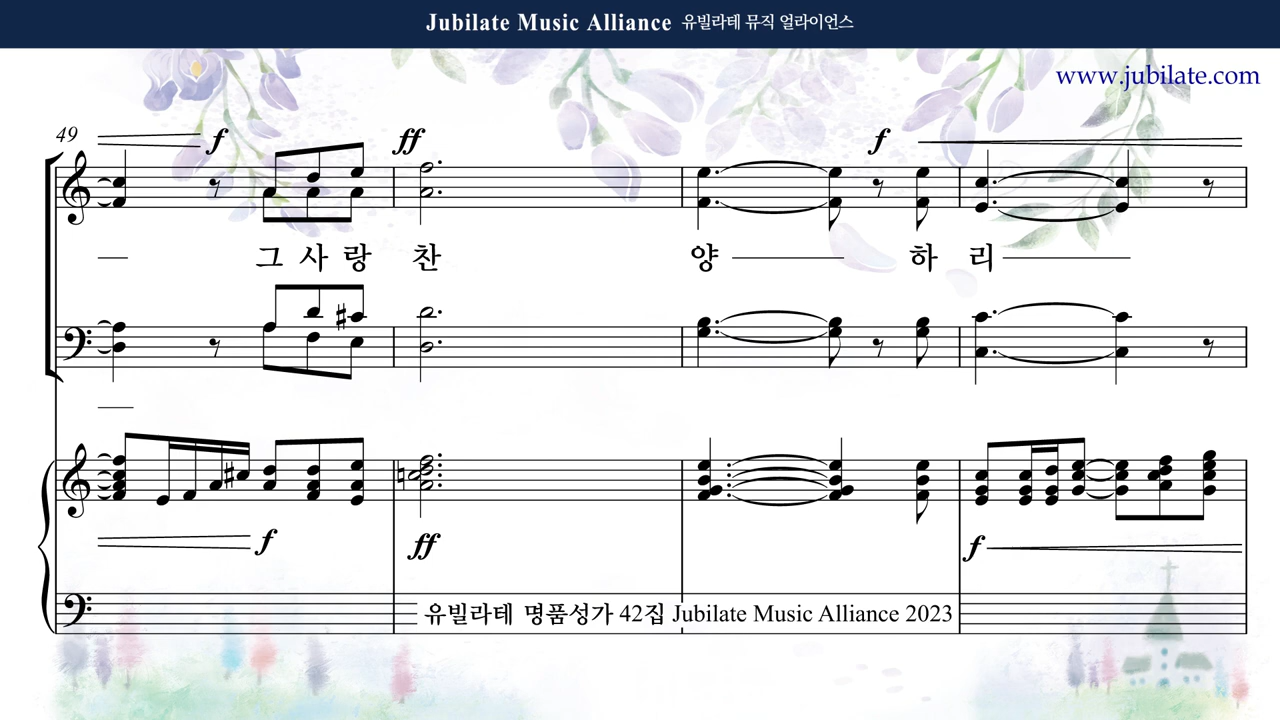 Jubilate Music Alliance 유빌라테 뮤직 얼라이언스
www.jubilate.com
49
f ff f
그 사 랑 찬 양 하 리
f ff f
유빌라테 명품성가 42집 Jubilate Music Alliance 2023